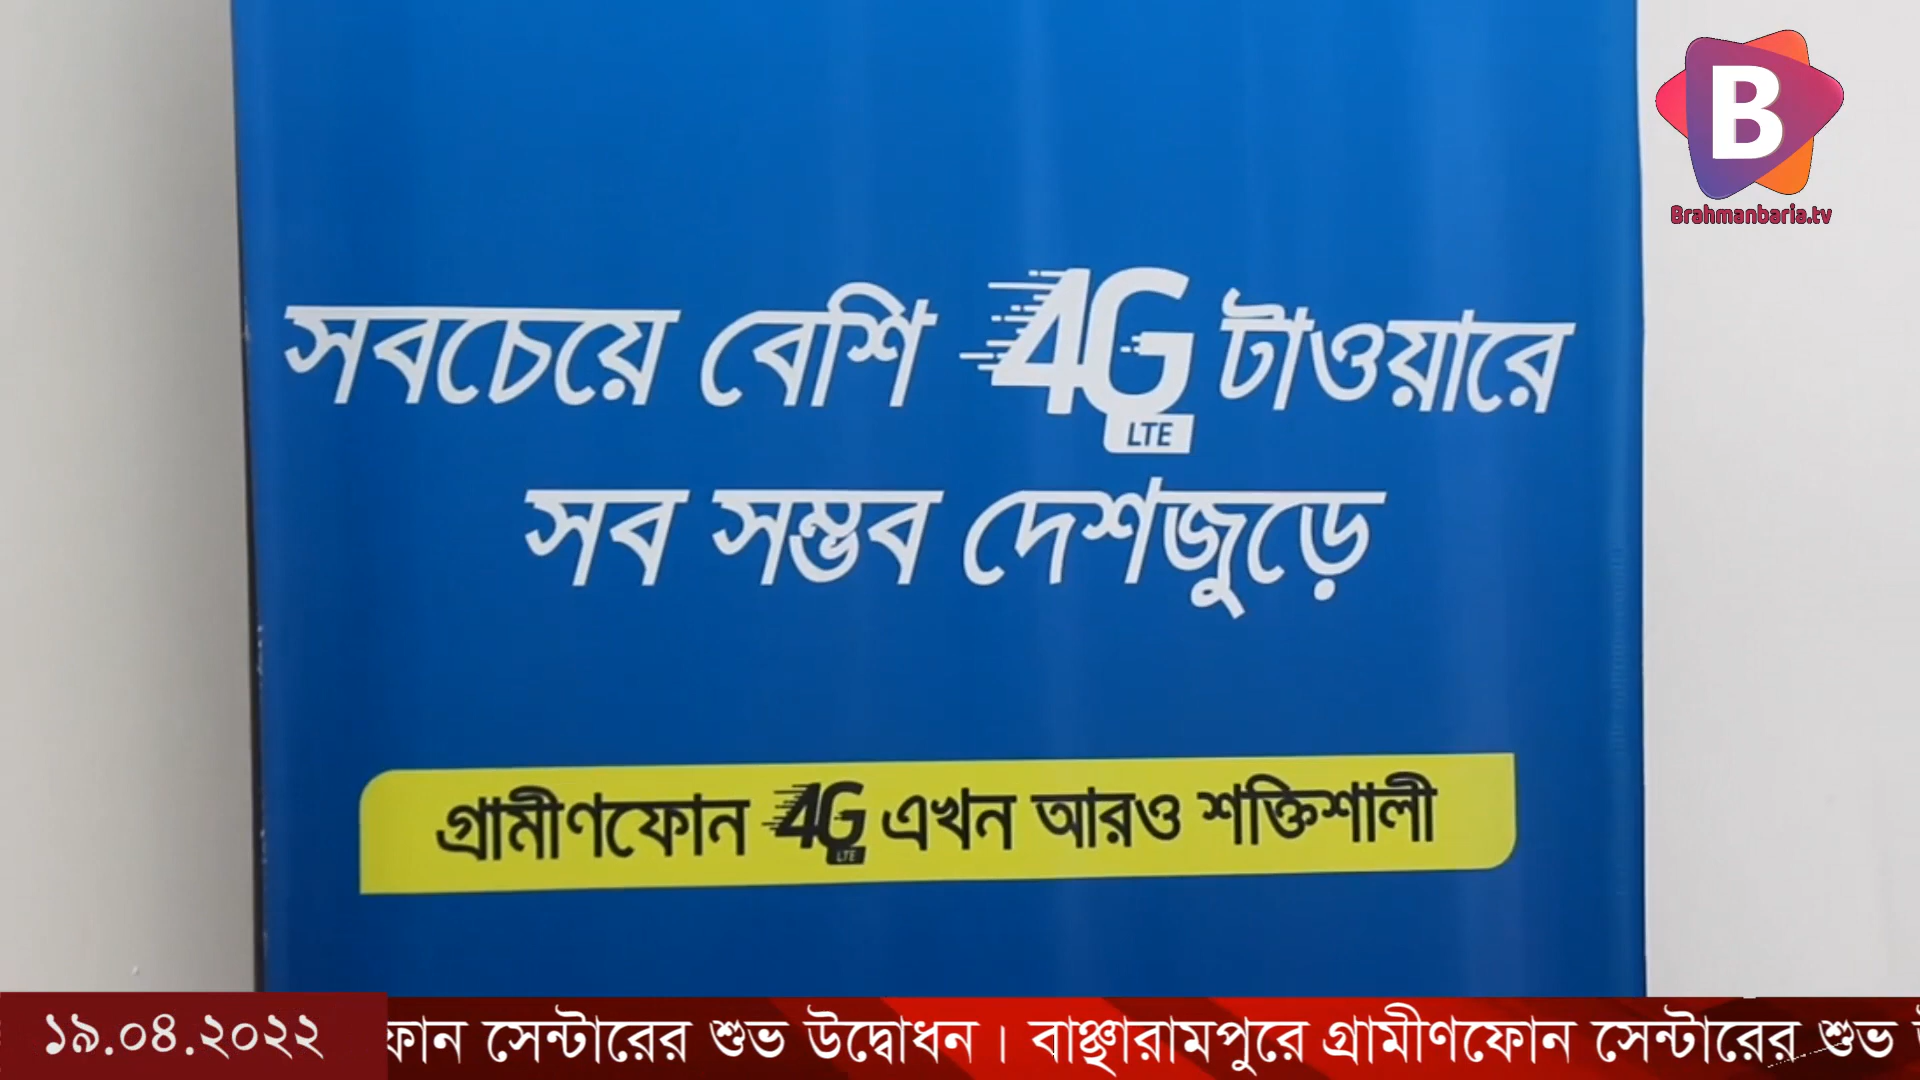 B
Brahmanbaria.tv
সবচেয়ে বেশি 4G টাওয়ারে
LTE
সব সম্ভব দেশজুড়ে
গ্রামীণফোন 4G এখন আরও শক্তিশালী
LTE
১৯.০৪.২০২২
ফোন সেন্টারের শুভ উদ্বোধন। বাঞ্ছারামপুরে গ্রামীণফোন সেন্টারের শুভ